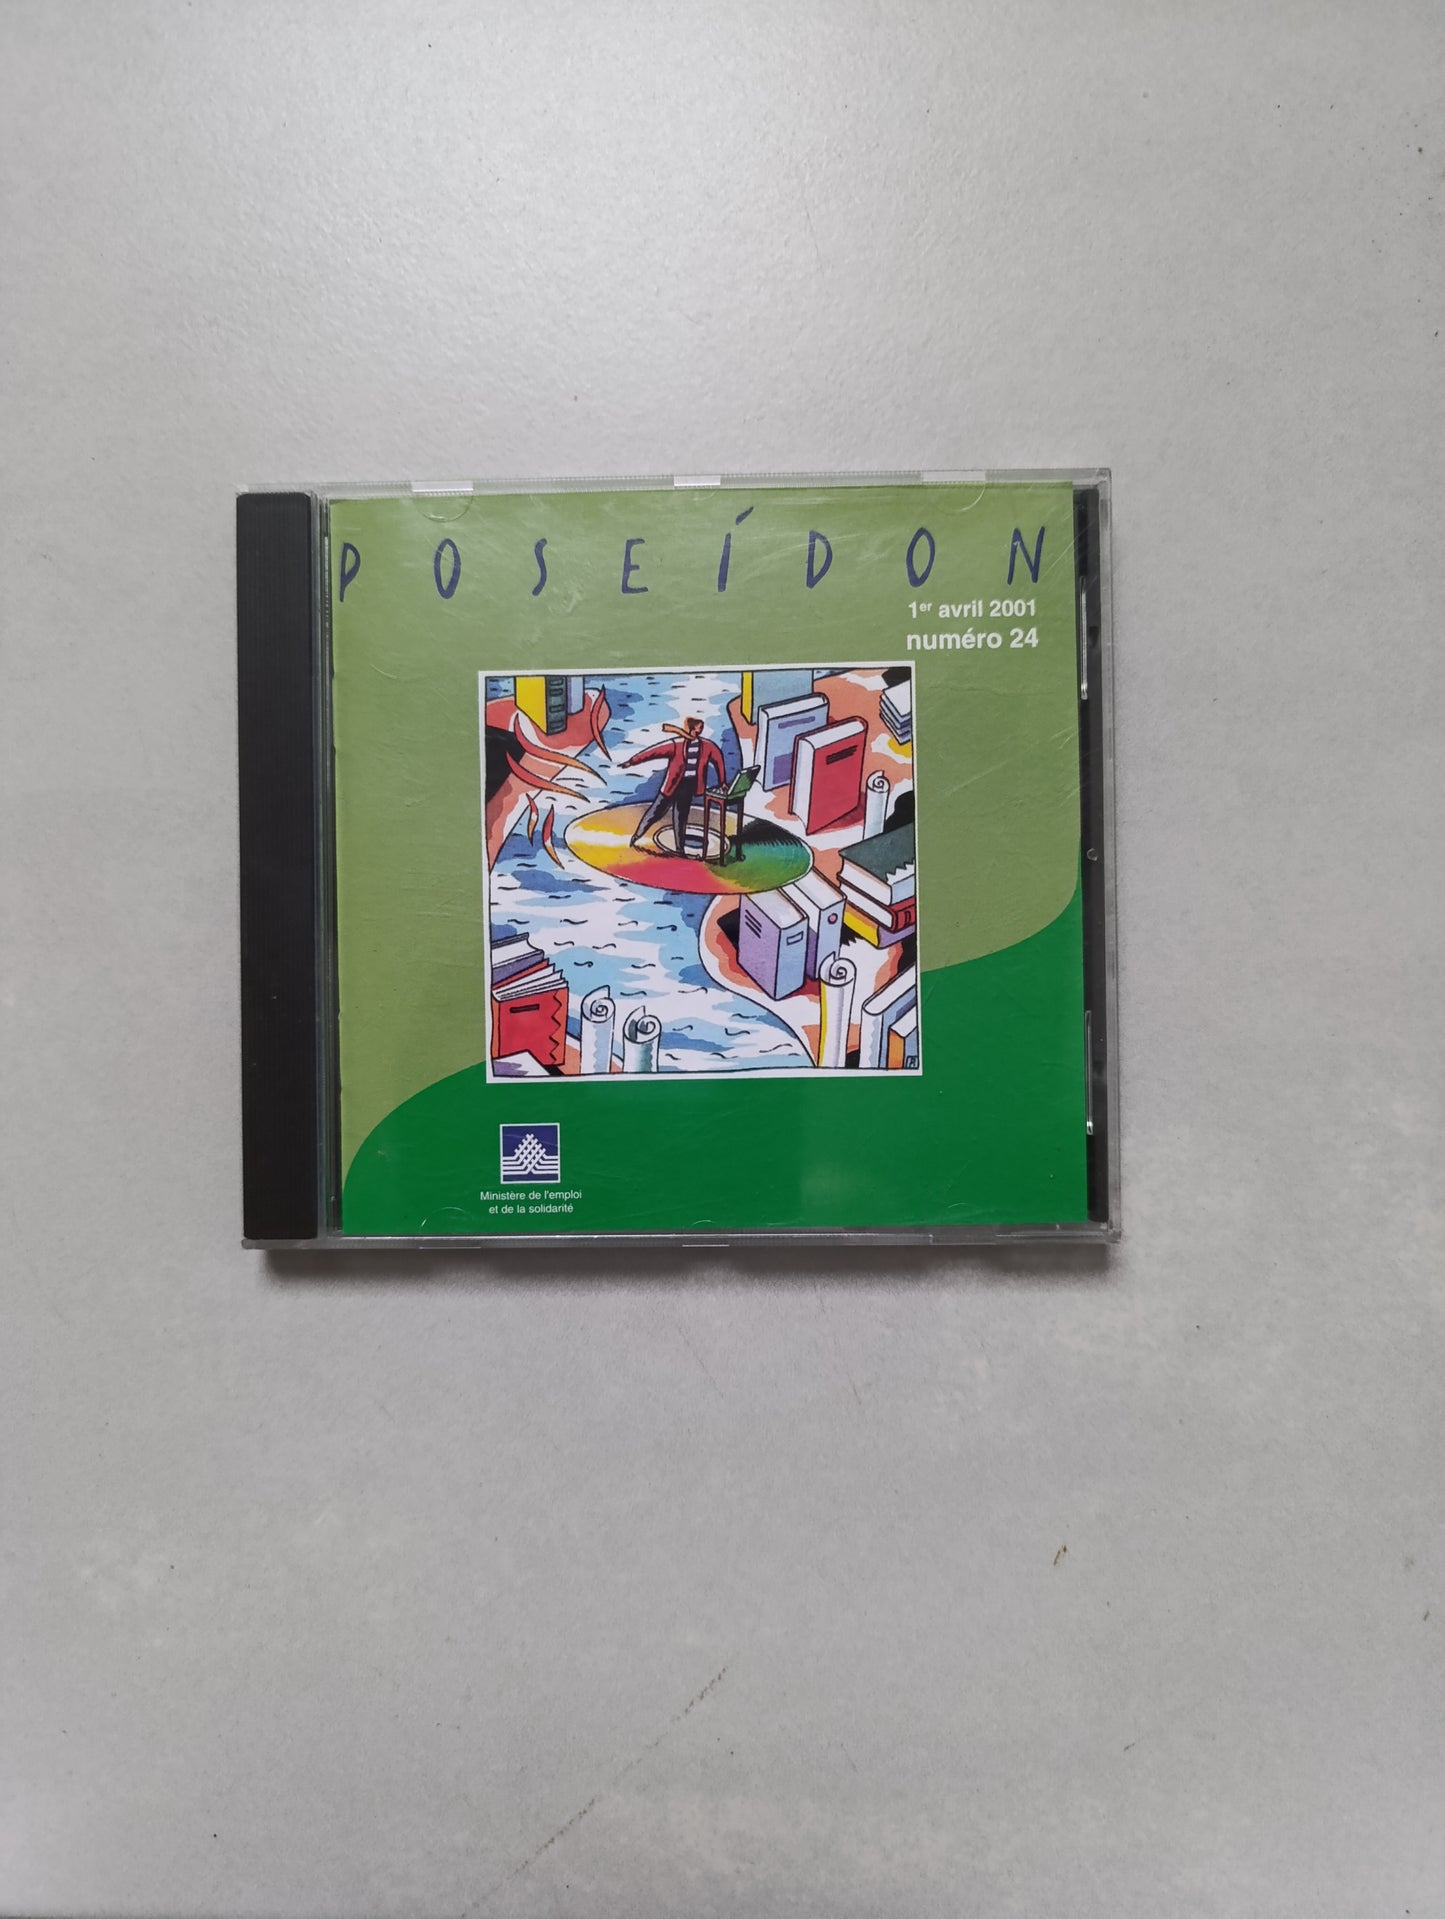 POSEÍDON
1er avril 2001
numéro 24
Ministère de l'emploi
et de la solidarité